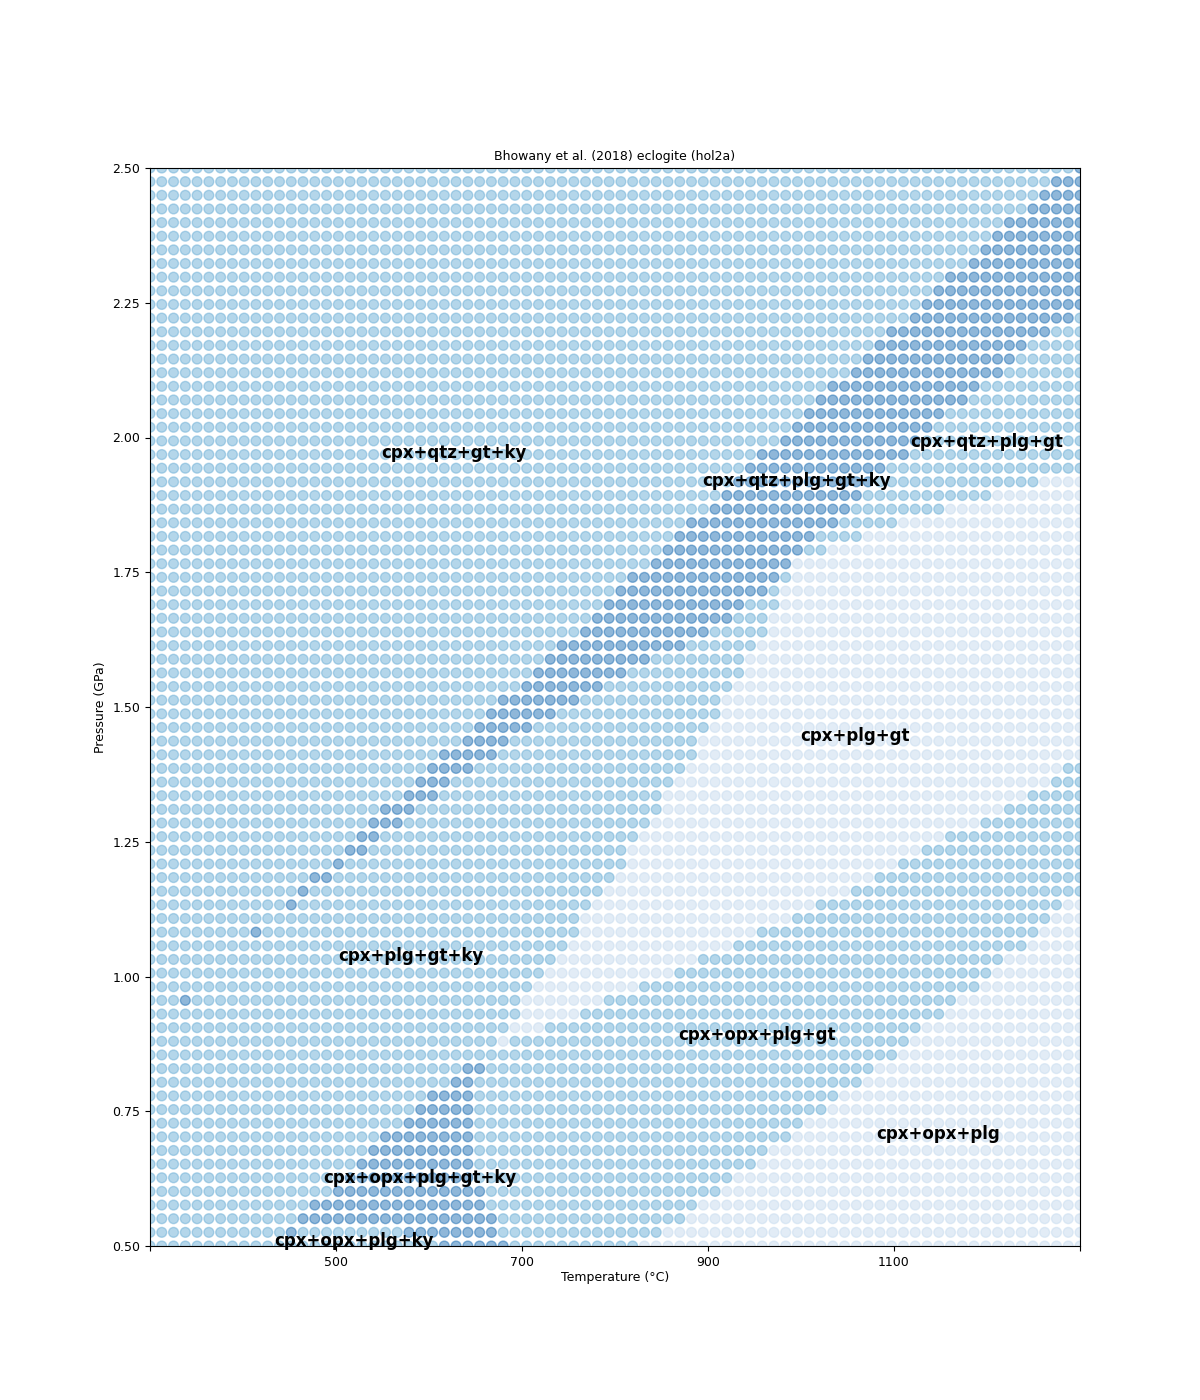 Bhowany et al. (2018) eclogite (hol2a)
2.50
2.25
2.00
cpx+qtz+plg+gt
cpx+qtz+gt+ky
cpx+qtz+plg+gt+ky
1.75
Pressure (GPa)
1.50
cpx+plg+gt
1.25
1.00
cpx+plg+gt+ky
cpx+opx+plg+gt
0.75
cpx+opx+plg
cpx+opx+plg+gt+ky
cpx+opx+plg+ky
0.50
500 700 900 1100
Temperature (°C)